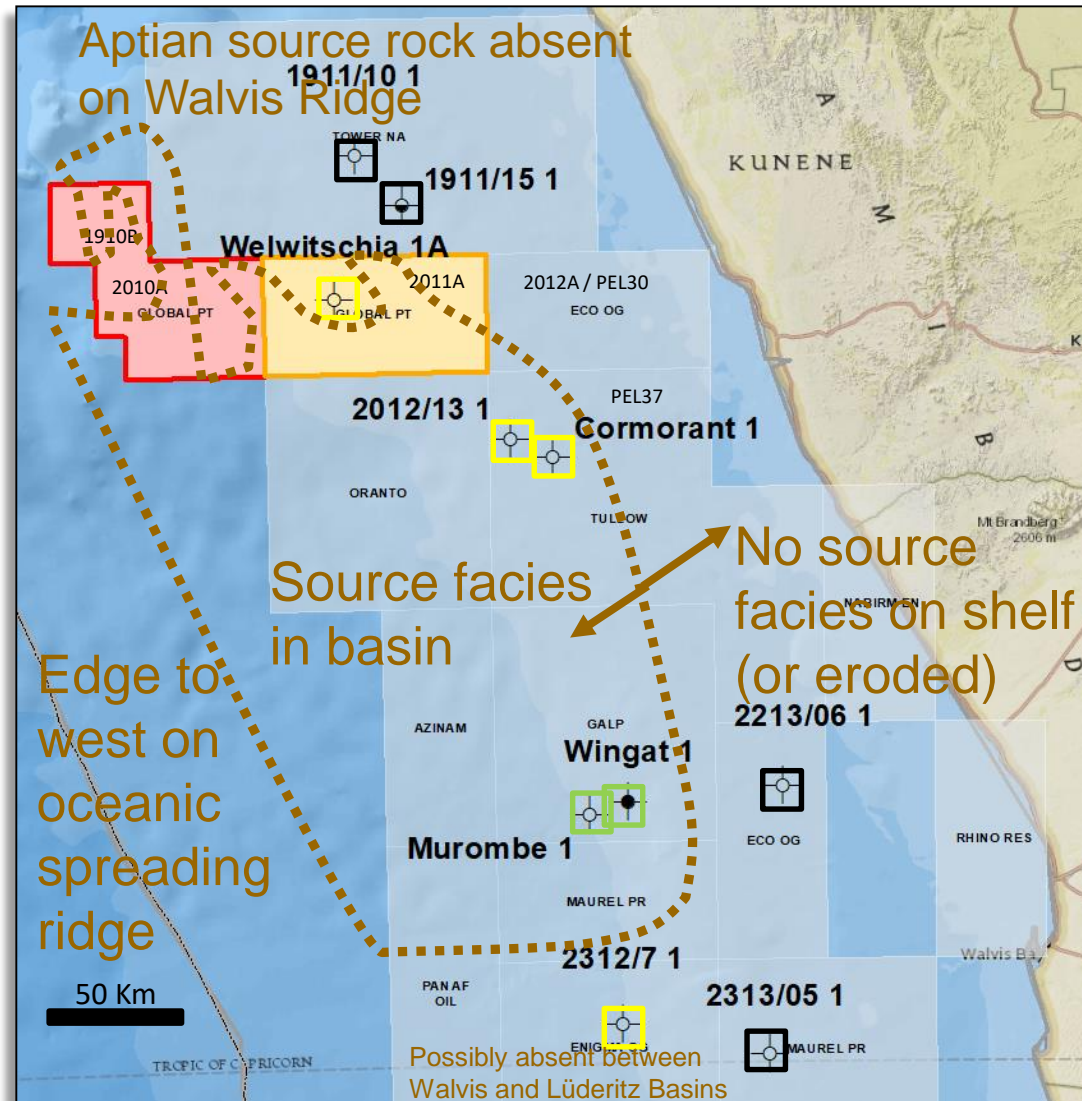 Aptian source rock absent
on Walvis Ridge
1911/10 1
TOWER NA
1911/15 1
KUNENE
N
A
M
I
B
D
K
1910B
Welwitschia 1A
2010A
GLOBAL PT
2011A
GLOBAL PT
2012A / PEL30
ECO OG
PEL37
2012/13 1
Cormorant 1
ORANTO
TULLOW
Mt Brandberg
2606 m
Source facies
in basin
No source
facies on shelf
(or eroded)
Edge to
west on
oceanic
spreading
ridge
AZINAM
GALP
Wingat 1
2213/06 1
Murombe 1
ECO OG
RHINO RES
MAUREL PR
Walvis Ba
2312/7 1
50 Km
PAN AF
OIL
2313/05 1
MAUREL PR
TROPIC OF CAPRICORN
Possibly absent between
Walvis and Lüderitz Basins